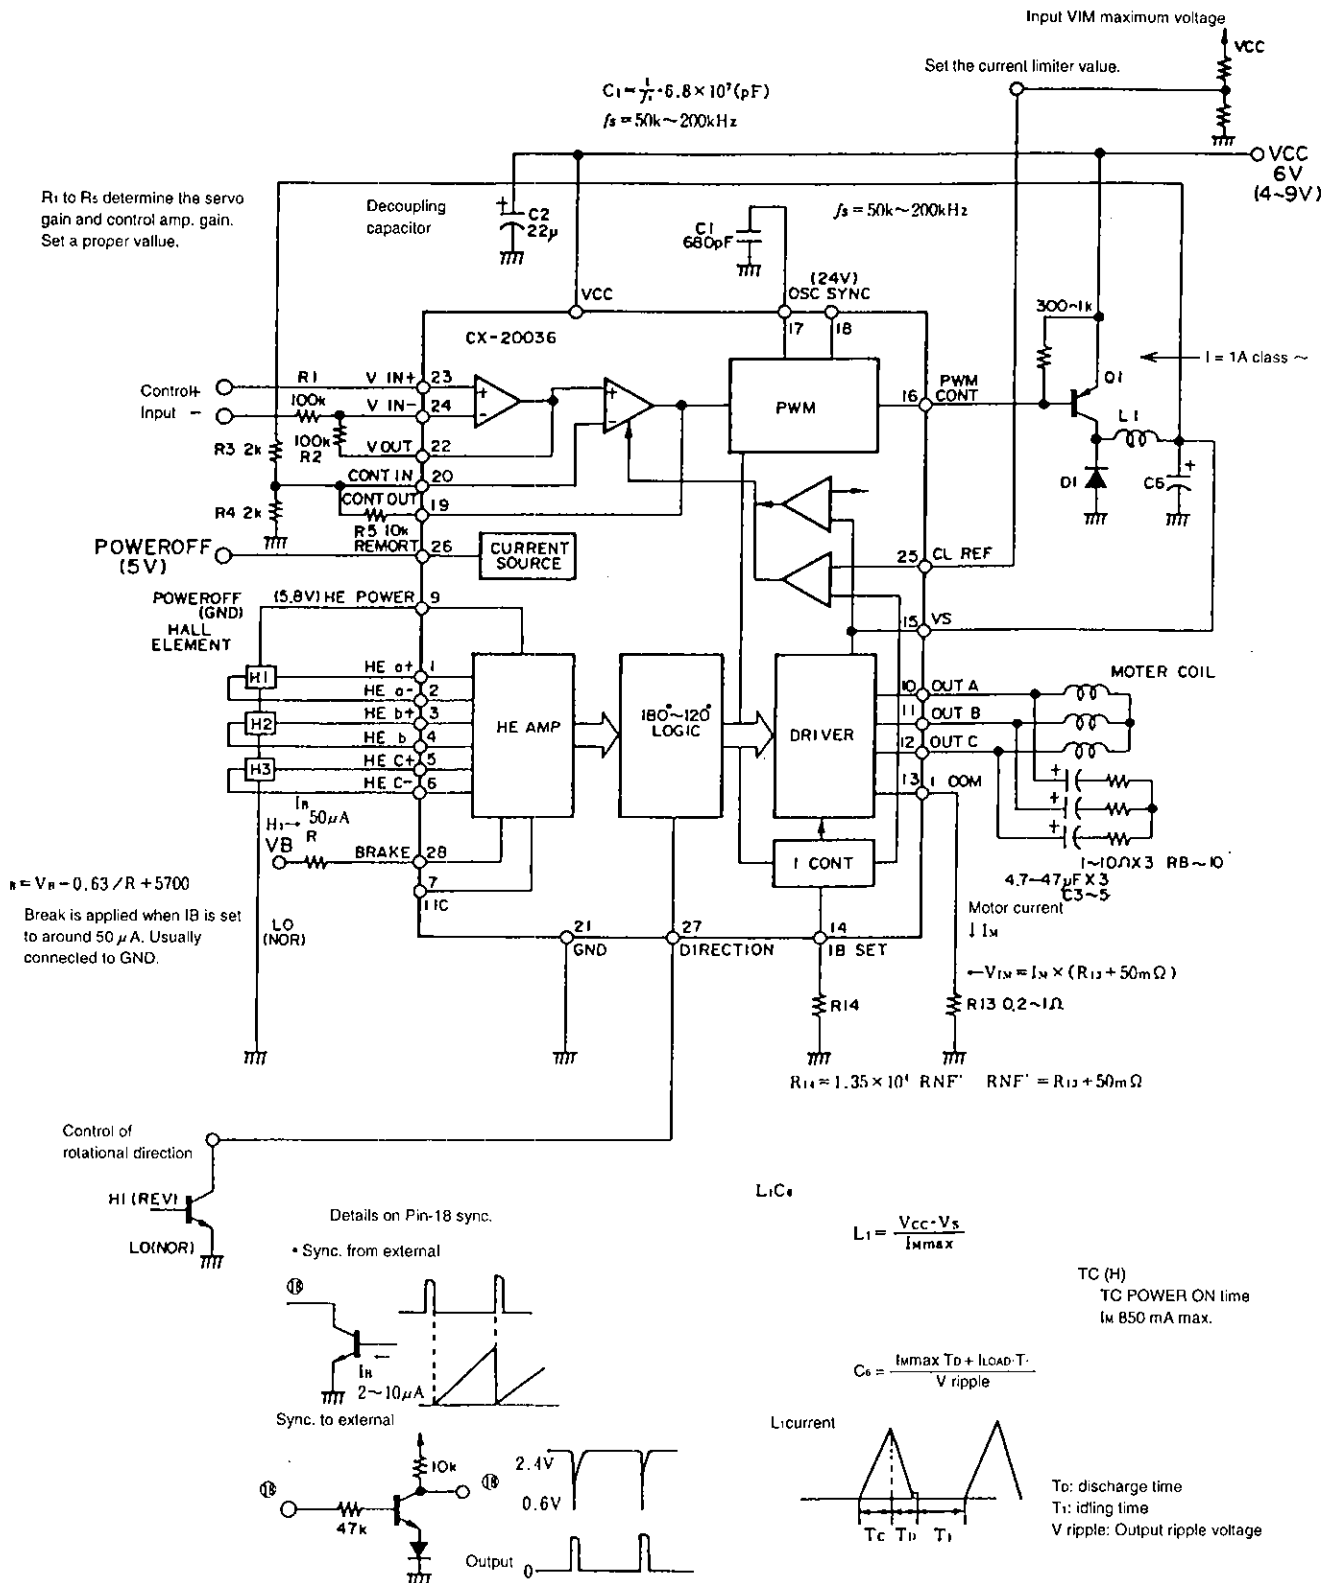 Input VIM maximum voltage
VCC
Set the current limiter value.
C1 = 1/fs · 6.8 × 10⁷ (pF)
fs = 50k~200kHz
VCC
6V
(4~9V)
R1 to R5 determine the servo
gain and control amp. gain.
Set a proper vallue.
Decoupling
capacitor
+
C2
22μ
C1
680pF
fs = 50k~200kHz
VCC
(24V)
OSC SYNC
17
18
300~1k
CX-20036
I = 1A class ~
Control+
Input -
R1
100k
V IN+
23
V IN-
24
100k
R2
V OUT
22
R3 2k
CONT IN
20
CONT OUT
19
R4 2k
R5 10k
+
-
+
-
PWM
16
PWM
CONT
Q1
L1
D1
+
C6
POWEROFF
(5V)
REMORT
26
CURRENT
SOURCE
25
CL REF
POWEROFF
(GND)
(5.8V) HE POWER
9
HALL
ELEMENT
15
VS
H1
HE a+
1
HE a-
2
H2
HE b+
3
HE b
4
H3
HE C+
5
HE C-
6
HE AMP
180°~120°
LOGIC
DRIVER
10
OUT A
11
OUT B
12
OUT C
13
I COM
MOTER COIL
+
+
+
1~10Ω X 3 RB~10
4.7~47μF X 3
C3~5
IB
50μA
H1→
R
VB
BRAKE
28
7
I CONT
B = VB - 0.63 / R + 5700
Break is applied when IB is set
to around 50 μA. Usually
connected to GND.
LO
(NOR)
21
GND
27
DIRECTION
14
IB SET
Motor current
↓ IM
←VIM = IM × (R13 + 50mΩ)
R14
R13 0.2~1Ω
R14 = 1.35 × 10⁴ RNF' RNF' = R13 + 50mΩ
Control of
rotational direction
HI (REV)
LO(NOR)
L1C6
L1 = VCC - VS / IMmax
Details on Pin-18 sync.
• Sync. from external
⑱
IB
2~10μA
TC (H)
TC POWER ON time
IM 850 mA max.
C6 = IMmax TD + ILOAD·T / V ripple
Sync. to external
⑱
47k
10k
⑱
2.4V
0.6V
Output
0
L1 current
TC TD T1
TD: discharge time
T1: idling time
V ripple: Output ripple voltage